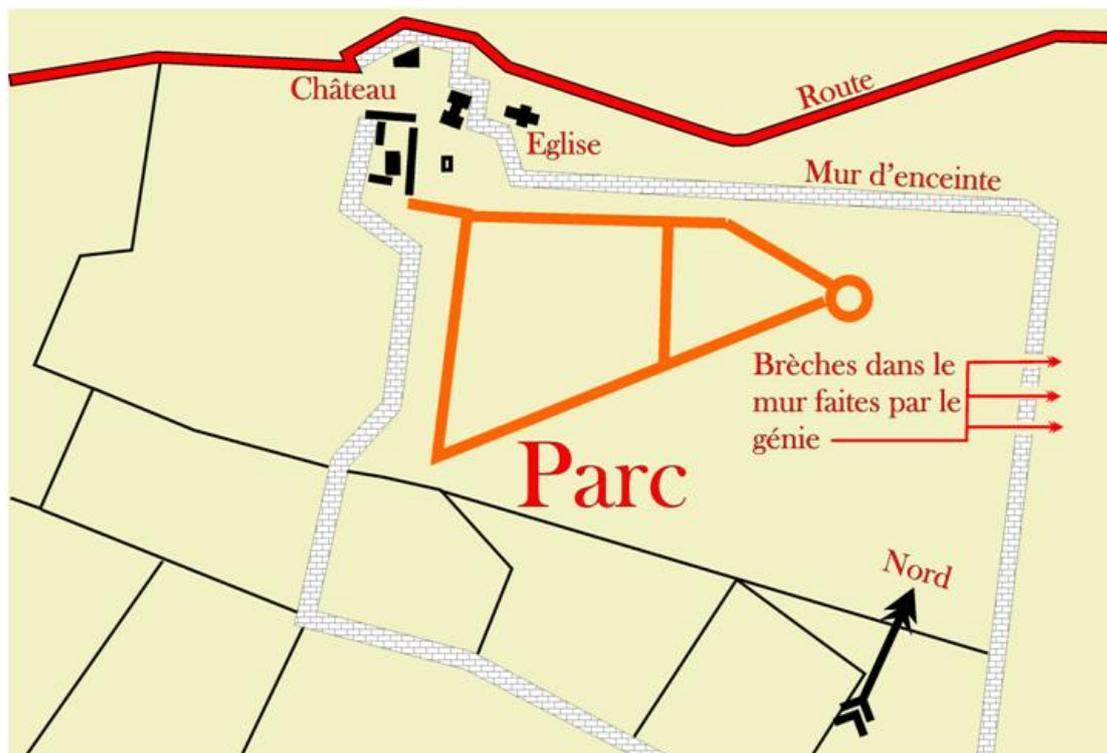 Château
Route
Eglise
Mur d'enceinte
Brèches dans le
mur faites par le
génie
Parc
Nord